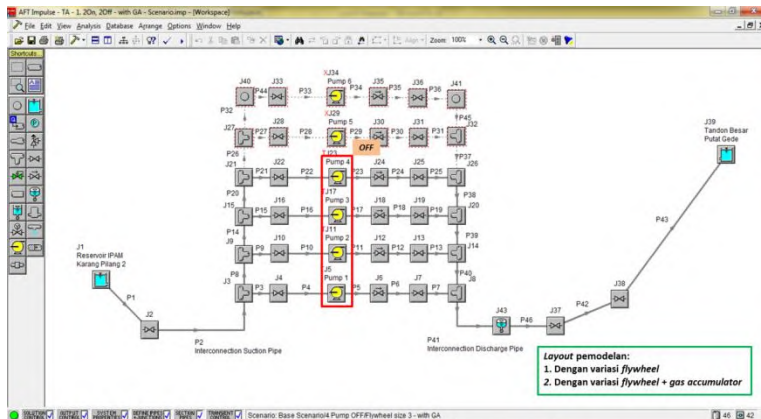 AFT Impulse - TA - 1. 2On, 2Off - with GA - Scenario.imp - [Workspace]
File Edit View Analysis Database Arrange Options Window Help
Zoom: 100%
Shortcuts...
J40 J33 XJ34 J35 J36 J41
P44 P33 Pump 6 P34 P35 P36
P32 P45
J27 J28 XJ29 J30 J31 J32
P27 P28 Pump 5 P29 P30 P31
OFF
P26 P37
J21 J22 J23 J24 J25 J26
P21 P22 Pump 4 P23 P24 P25
P20 P38
J15 J16 J17 J18 J19 J20
P15 P16 Pump 3 P17 P18 P19
P14 P39
J9 J10 J11 J12 J13 J14
P9 P10 Pump 2 P11 P12 P13
P8 P40
J3 J4 J5 J6 J7 J8
P3 P4 Pump 1 P5 P6 P7
J39
Tandon Besar
Putat Gede
P43
J1
Reservoir IPAM
Karang Pilang 2
P1
J2
P2
Interconnection Suction Pipe
P41
Interconnection Discharge Pipe
J43 P46 J37 P42 J38
Layout pemodelan:
1. Dengan variasi flywheel
2. Dengan variasi flywheel + gas accumulator
Scenario: Base Scenario/4 Pump OFF/Flywheel size 3 - with GA
46 42